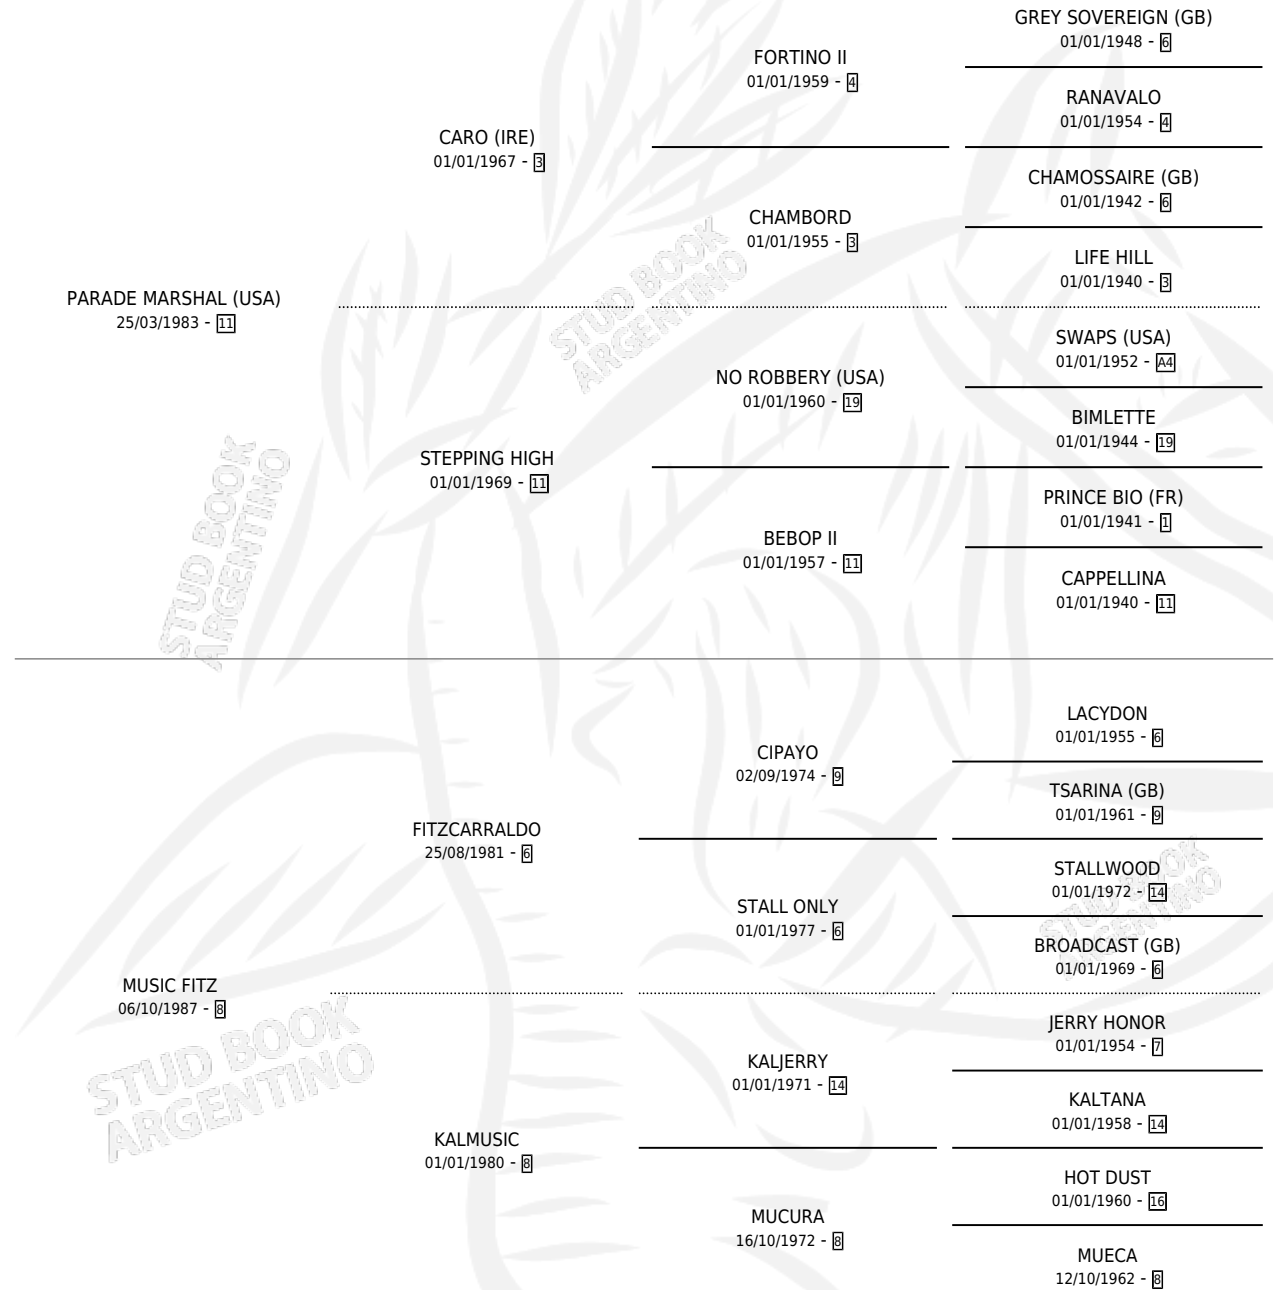 GREY SOVEREIGN (GB)
01/01/1948 - 6
FORTINO II
01/01/1959 - 4
RANAVALO
01/01/1954 - 4
CARO (IRE)
01/01/1967 - 3
CHAMOSSAIRE (GB)
01/01/1942 - 6
CHAMBORD
01/01/1955 - 3
LIFE HILL
01/01/1940 - 3
PARADE MARSHAL (USA)
25/03/1983 - 11
SWAPS (USA)
01/01/1952 - A4
NO ROBBERY (USA)
01/01/1960 - 19
BIMLETTE
01/01/1944 - 19
STEPPING HIGH
01/01/1969 - 11
PRINCE BIO (FR)
01/01/1941 - 1
BEBOP II
01/01/1957 - 11
CAPPELLINA
01/01/1940 - 11
LACYDON
01/01/1955 - 6
CIPAYO
02/09/1974 - 9
TSARINA (GB)
01/01/1961 - 9
FITZCARRALDO
25/08/1981 - 6
STALLWOOD
01/01/1972 - 14
STALL ONLY
01/01/1977 - 6
BROADCAST (GB)
01/01/1969 - 6
MUSIC FITZ
06/10/1987 - 8
JERRY HONOR
01/01/1954 - 7
KALJERRY
01/01/1971 - 14
KALTANA
01/01/1958 - 14
KALMUSIC
01/01/1980 - 8
HOT DUST
01/01/1960 - 16
MUCURA
16/10/1972 - 8
MUECA
12/10/1962 - 8
STUD BOOK
ARGENTINO
STUD BOOK
ARGENTINO
STUD BOOK
ARGENTINO
STUD BOOK
ARGENTINO